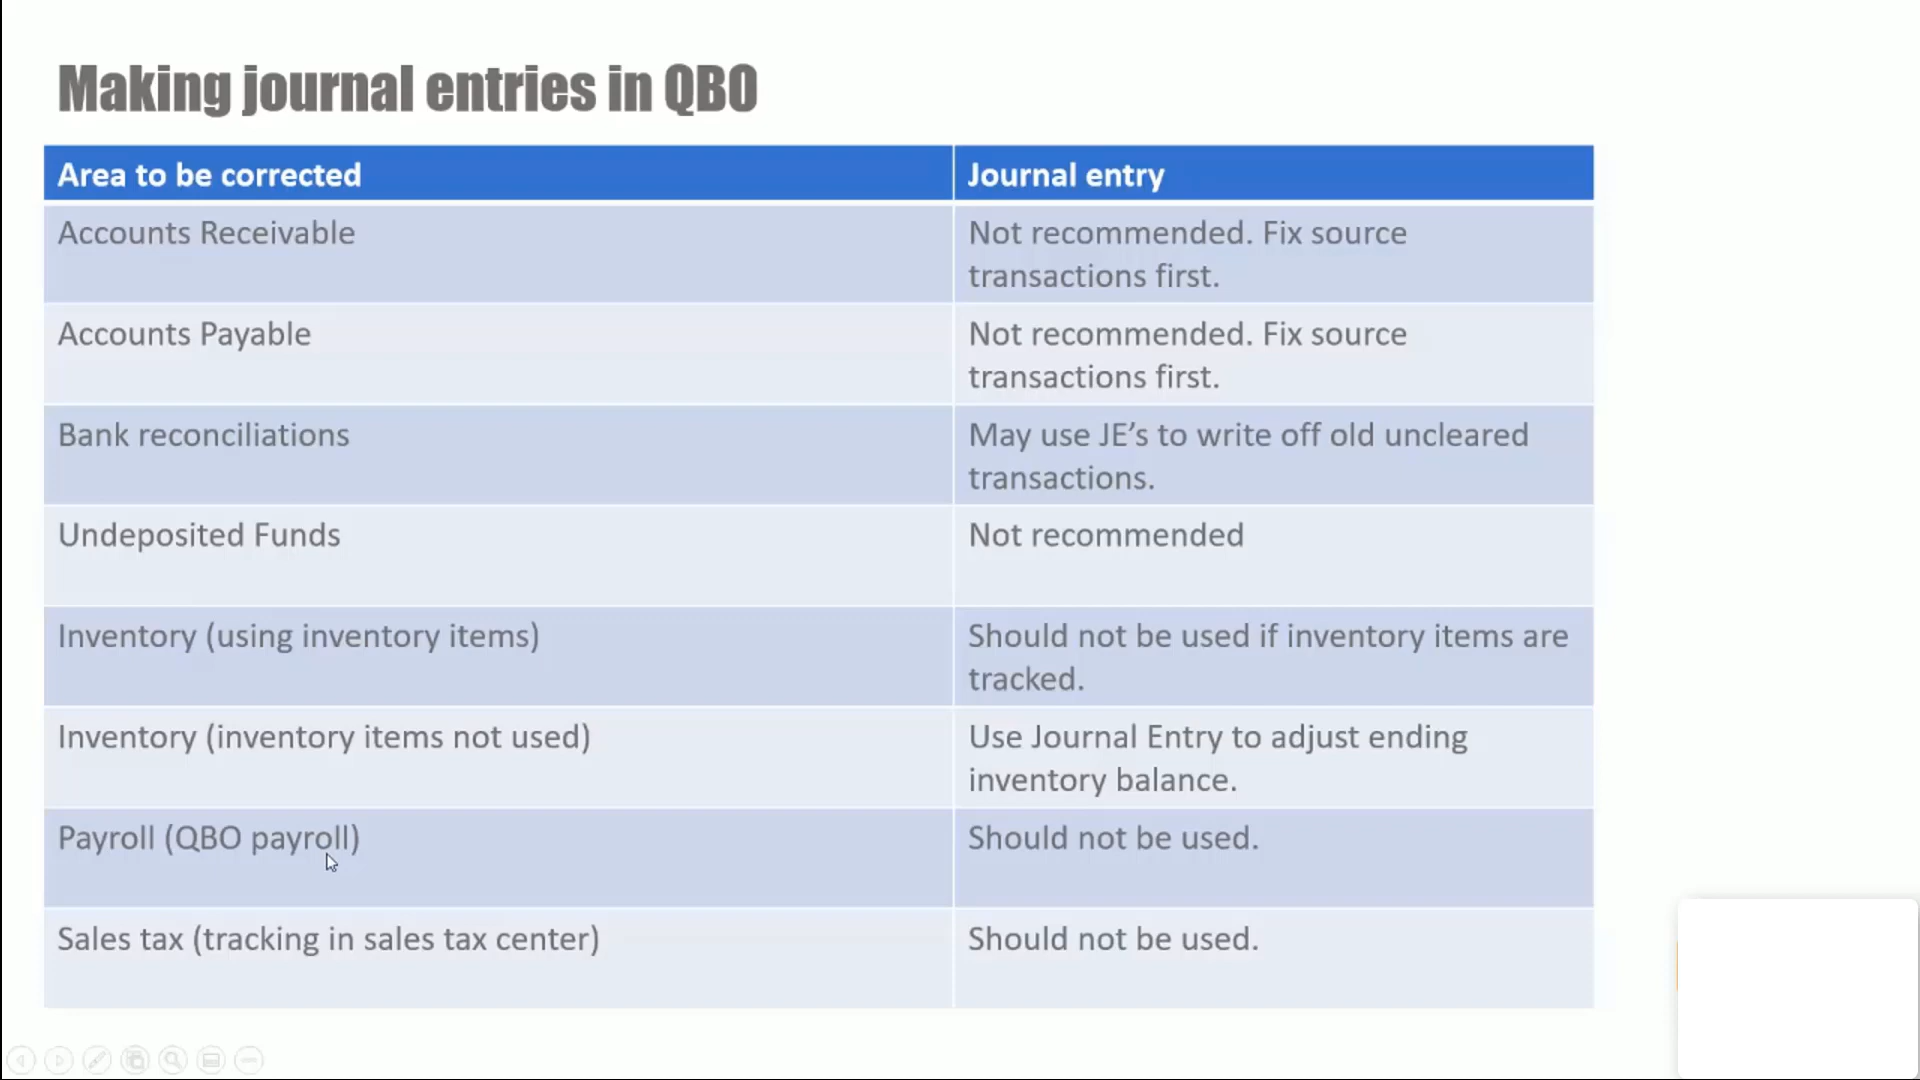 Making journal entries in QBO
Area to be corrected
Journal entry
Accounts Receivable
Not recommended. Fix source
transactions first.
Accounts Payable
Not recommended. Fix source
transactions first.
Bank reconciliations
May use JE’s to write off old uncleared
transactions.
Undeposited Funds
Not recommended
Inventory (using inventory items)
Should not be used if inventory items are
tracked.
Inventory (inventory items not used)
Use Journal Entry to adjust ending
inventory balance.
Payroll (QBO payroll)
Should not be used.
Sales tax (tracking in sales tax center)
Should not be used.